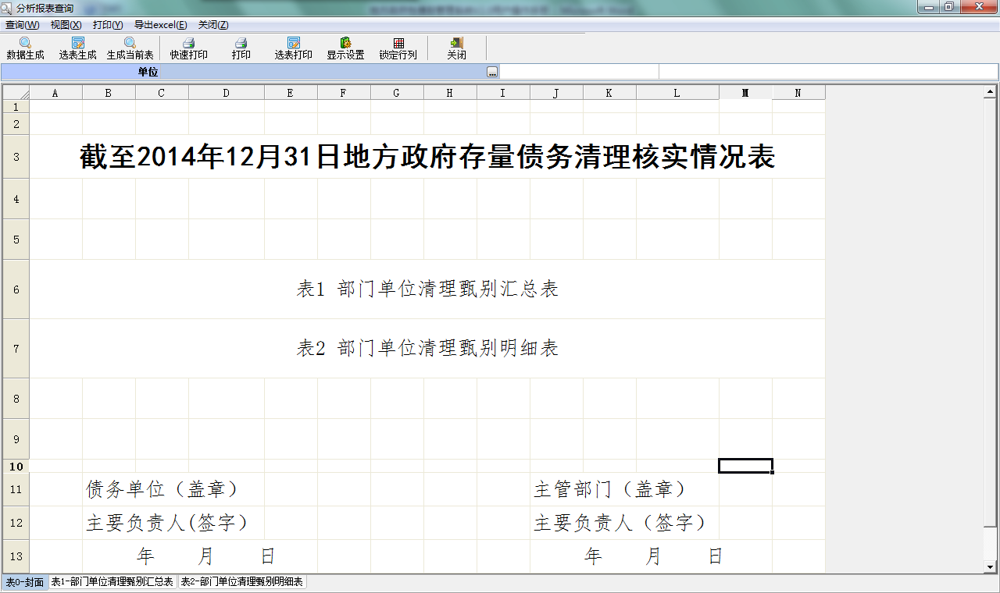 分析报表查询
查询(W) 视图(X) 打印(Y) 导出excel(E) 关闭(Z)
数据生成 选表生成 生成当前表 快速打印 打印 选表打印 显示设置 锁定行列 关闭
单位 ...
A B C D E F G H I J K L M N
1
2
3 截至2014年12月31日地方政府存量债务清理核实情况表
4
5
6 表1 部门单位清理甄别汇总表
7 表2 部门单位清理甄别明细表
8
9
10
11 债务单位（盖章） 主管部门（盖章）
12 主要负责人(签字） 主要负责人（签字）
13 年 月 日 年 月 日
表0-封面 表1-部门单位清理甄别汇总表 表2-部门单位清理甄别明细表